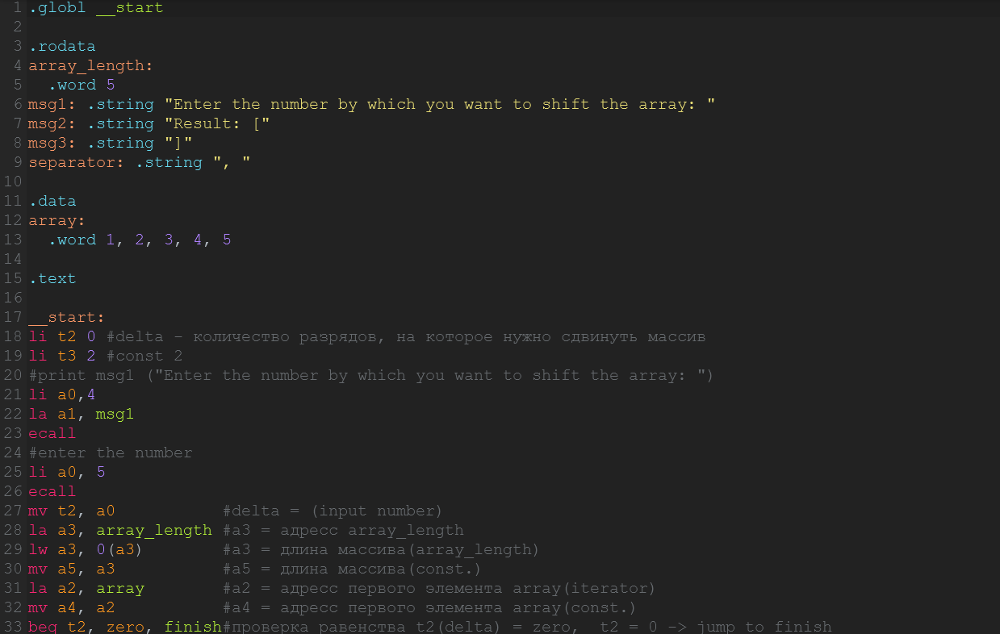 1 .globl __start
2
3 .rodata
4 array_length:
5   .word 5
6 msg1: .string "Enter the number by which you want to shift the array: "
7 msg2: .string "Result: ["
8 msg3: .string "]"
9 separator: .string ", "
10
11 .data
12 array:
13   .word 1, 2, 3, 4, 5
14
15 .text
16
17 __start:
18 li t2 0 #delta - количество разрядов, на которое нужно сдвинуть массив
19 li t3 2 #const 2
20 #print msg1 ("Enter the number by which you want to shift the array: ")
21 li a0,4
22 la a1, msg1
23 ecall
24 #enter the number
25 li a0, 5
26 ecall
27 mv t2, a0           #delta = (input number)
28 la a3, array_length #a3 = адресс array_length
29 lw a3, 0(a3)        #a3 = длина массива(array_length)
30 mv a5, a3           #a5 = длина массива(const.)
31 la a2, array        #a2 = адресс первого элемента array(iterator)
32 mv a4, a2           #a4 = адресс первого элемента array(const.)
33 beq t2, zero, finish#проверка равенства t2(delta) = zero,  t2 = 0 -> jump to finish